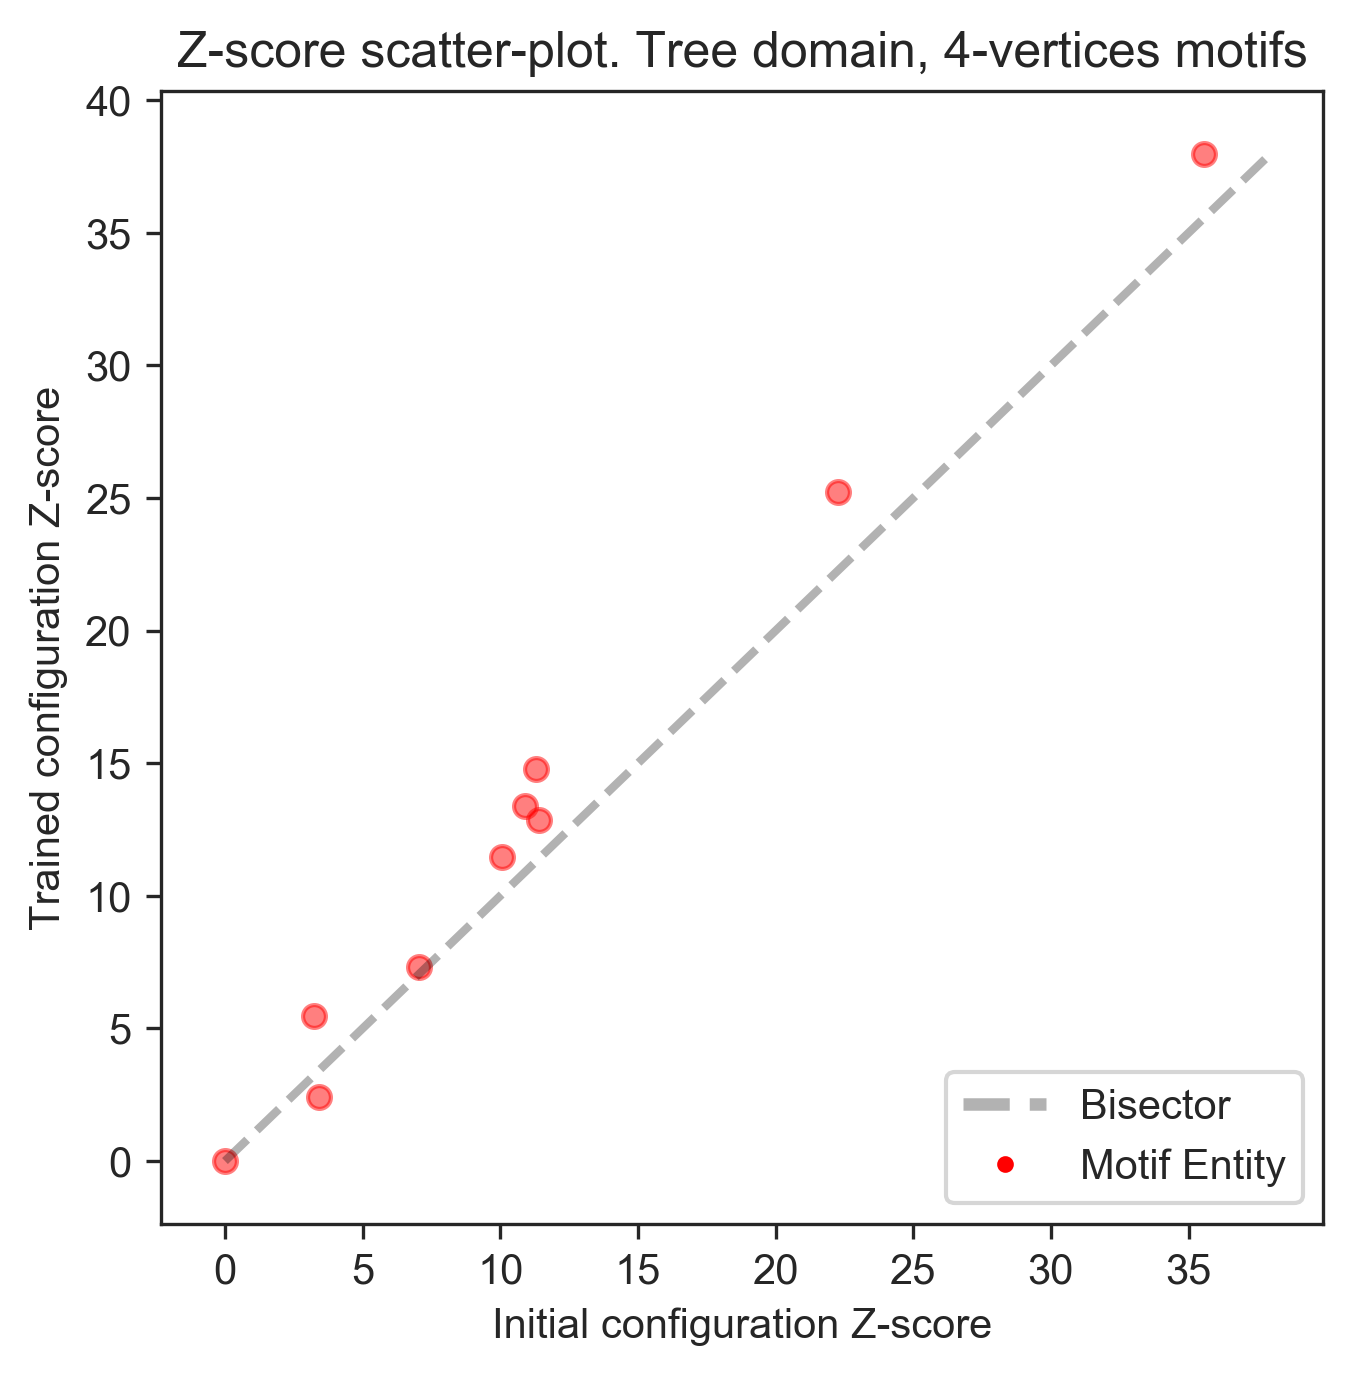 Z-score scatter-plot. Tree domain, 4-vertices motifs
40
35
30
25
20
15
10
5
0
Trained configuration Z-score
Bisector
Motif Entity
0 5 10 15 20 25 30 35
Initial configuration Z-score